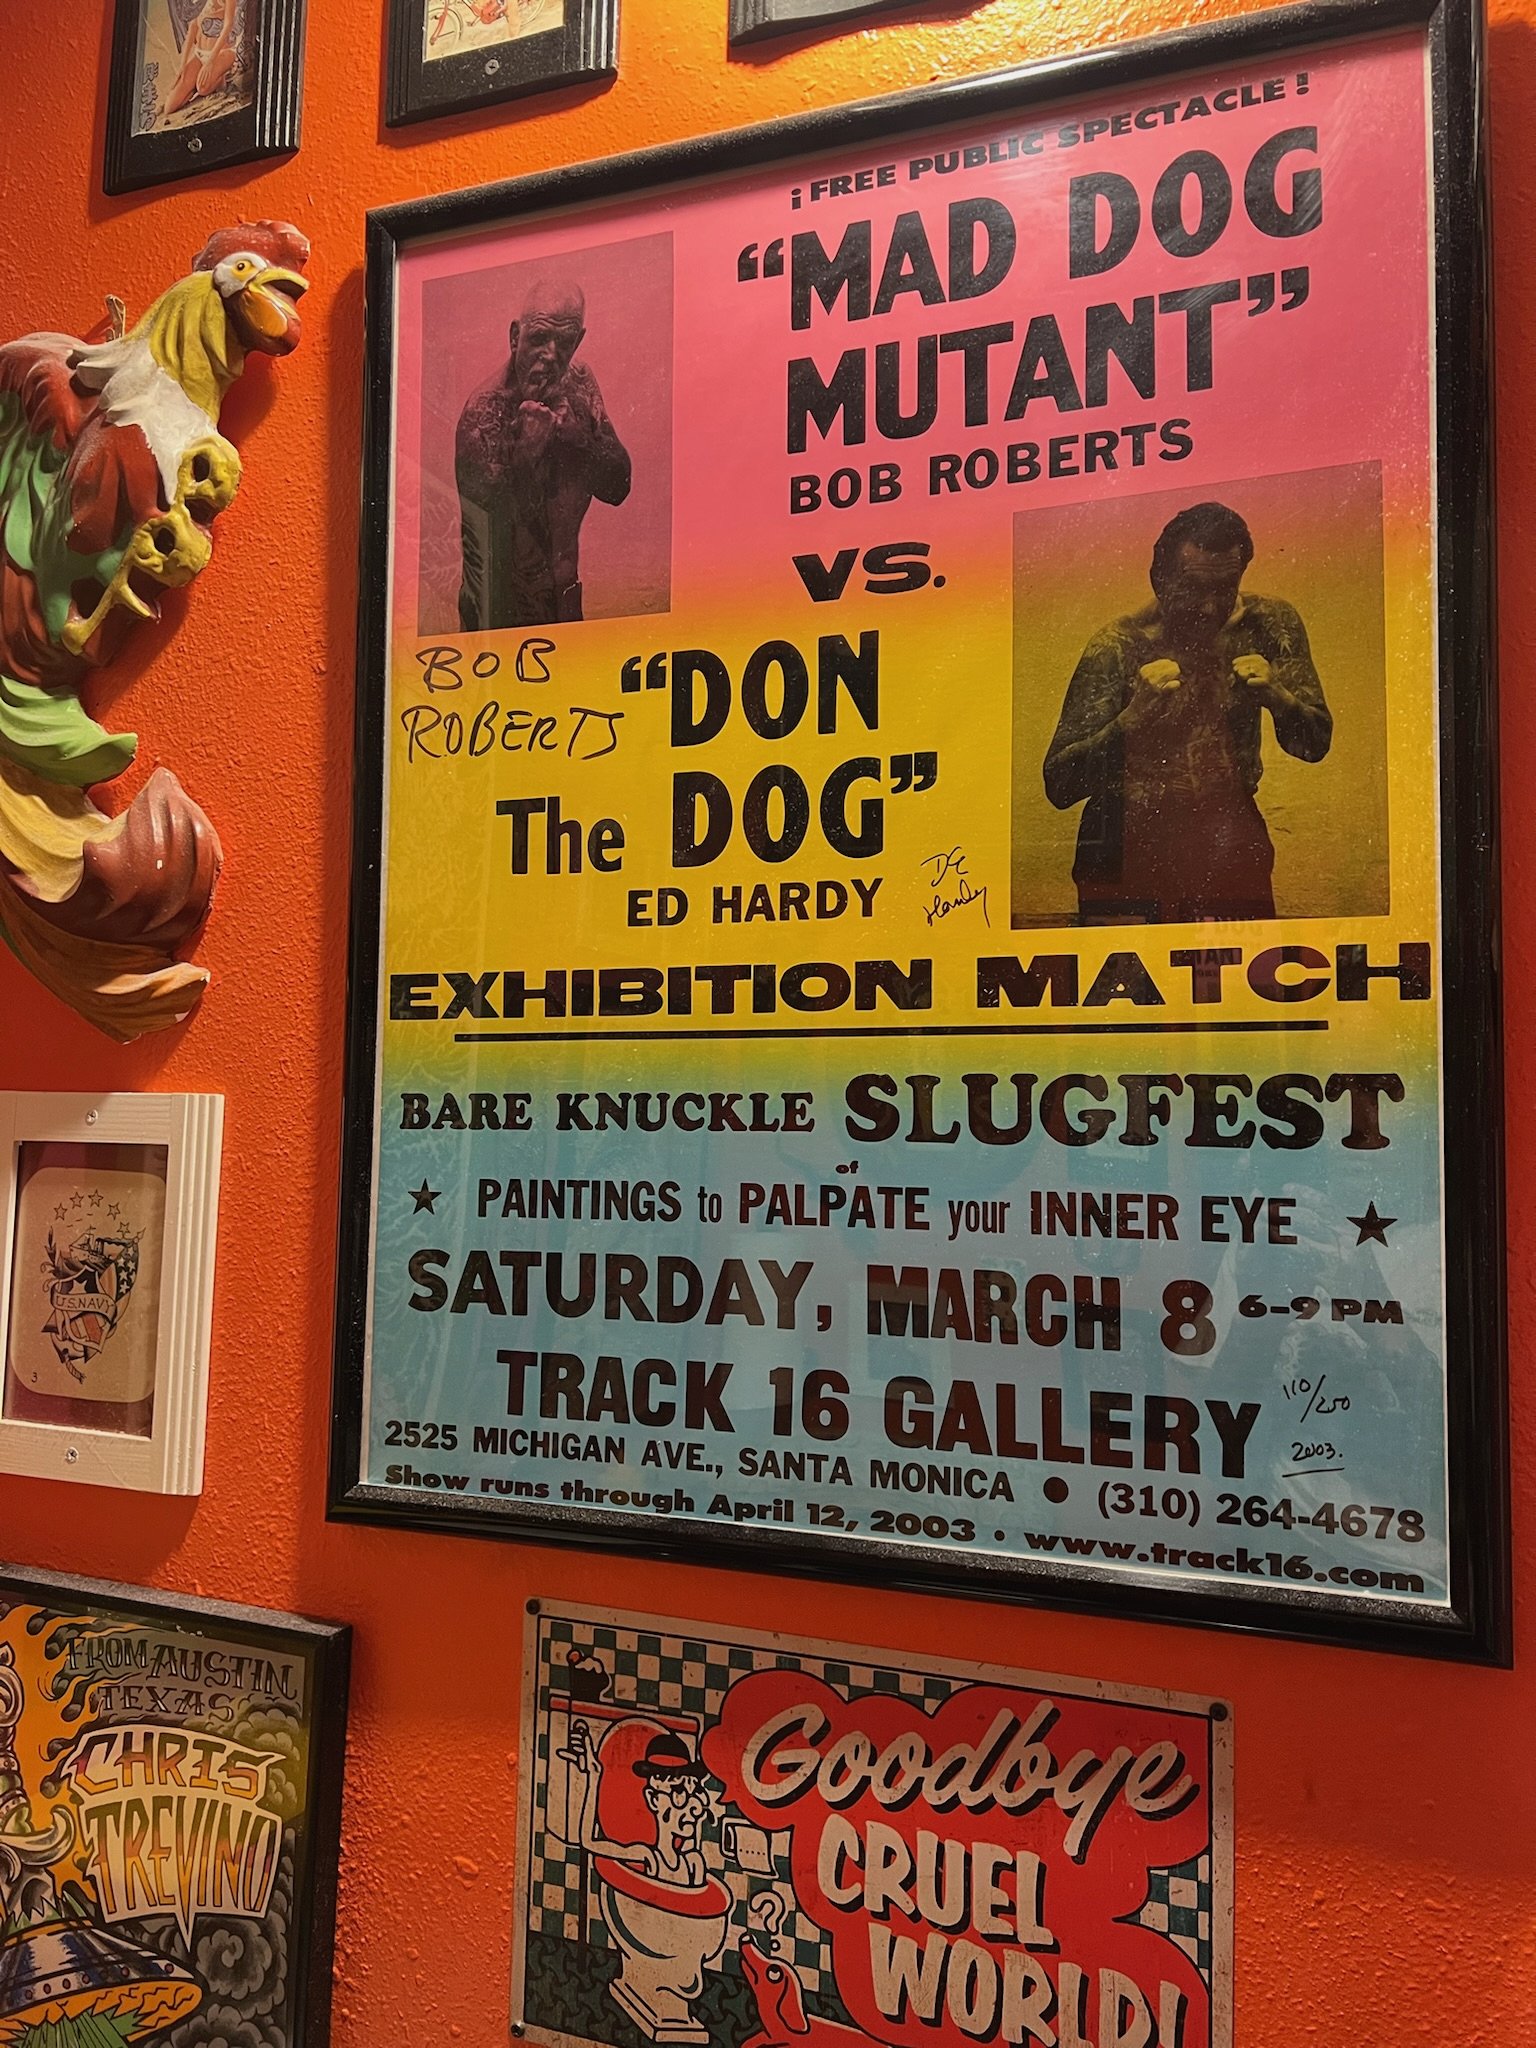 ¡FREE PUBLIC SPECTACLE!
"MAD DOG
MUTANT"
BOB ROBERTS
VS.
BOB
ROBERTS
"DON
The DOG"
ED HARDY
DE
Hardy
EXHIBITION MATCH
BARE KNUCKLE SLUGFEST
of
PAINTINGS to PALPATE your INNER EYE
SATURDAY, MARCH 8 6-9 PM
TRACK 16 GALLERY
110/250
2003.
2525 MICHIGAN AVE., SANTA MONICA • (310) 264-4678
Show runs through April 12, 2003 • www.track16.com
U.S. NAVY
3
FROM AUSTIN
TEXAS
CHRIS
TREVINO
Goodbye
CRUEL
WORLD!
?